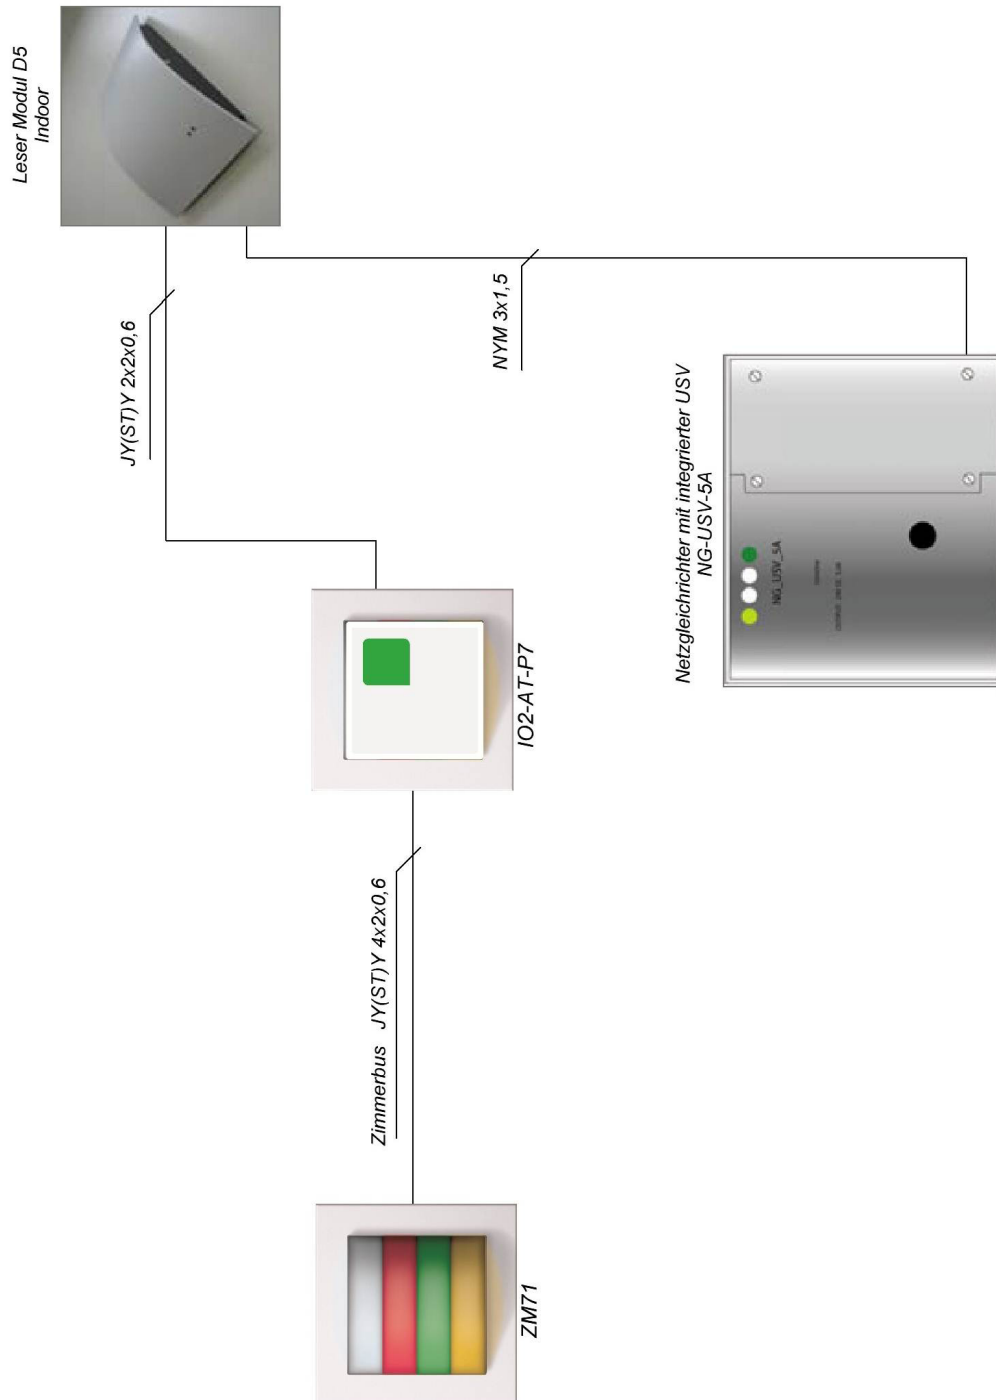 Leser Modul D5
Indoor
JY(ST)Y 2x2x0,6
NYM 3x1,5
Netzgleichrichter mit integrierter USV
NG-USV-5A
NG_USV_5A
IO2-AT-P7
Zimmerbus JY(ST)Y 4x2x0,6
ZM71